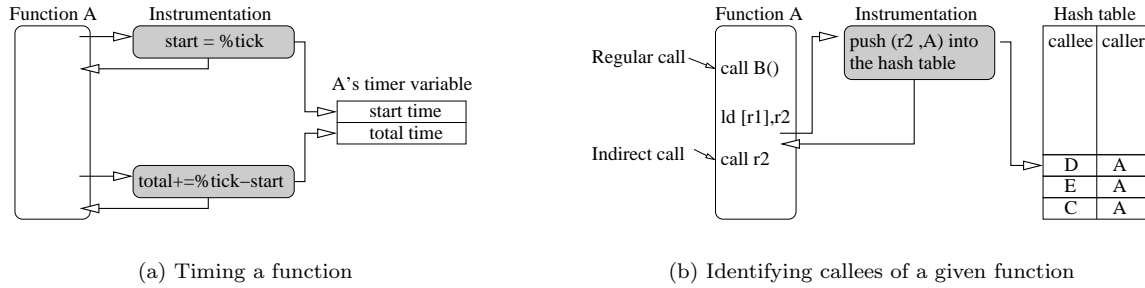 Function A
Instrumentation
start = %tick
A's timer variable
start time
total time
total+=%tick−start
(a) Timing a function
Function A
Instrumentation
Hash table
callee caller
push (r2 ,A) into
the hash table
Regular call
call B()
ld [r1],r2
Indirect call
call r2
D A
E A
C A
(b) Identifying callees of a given function